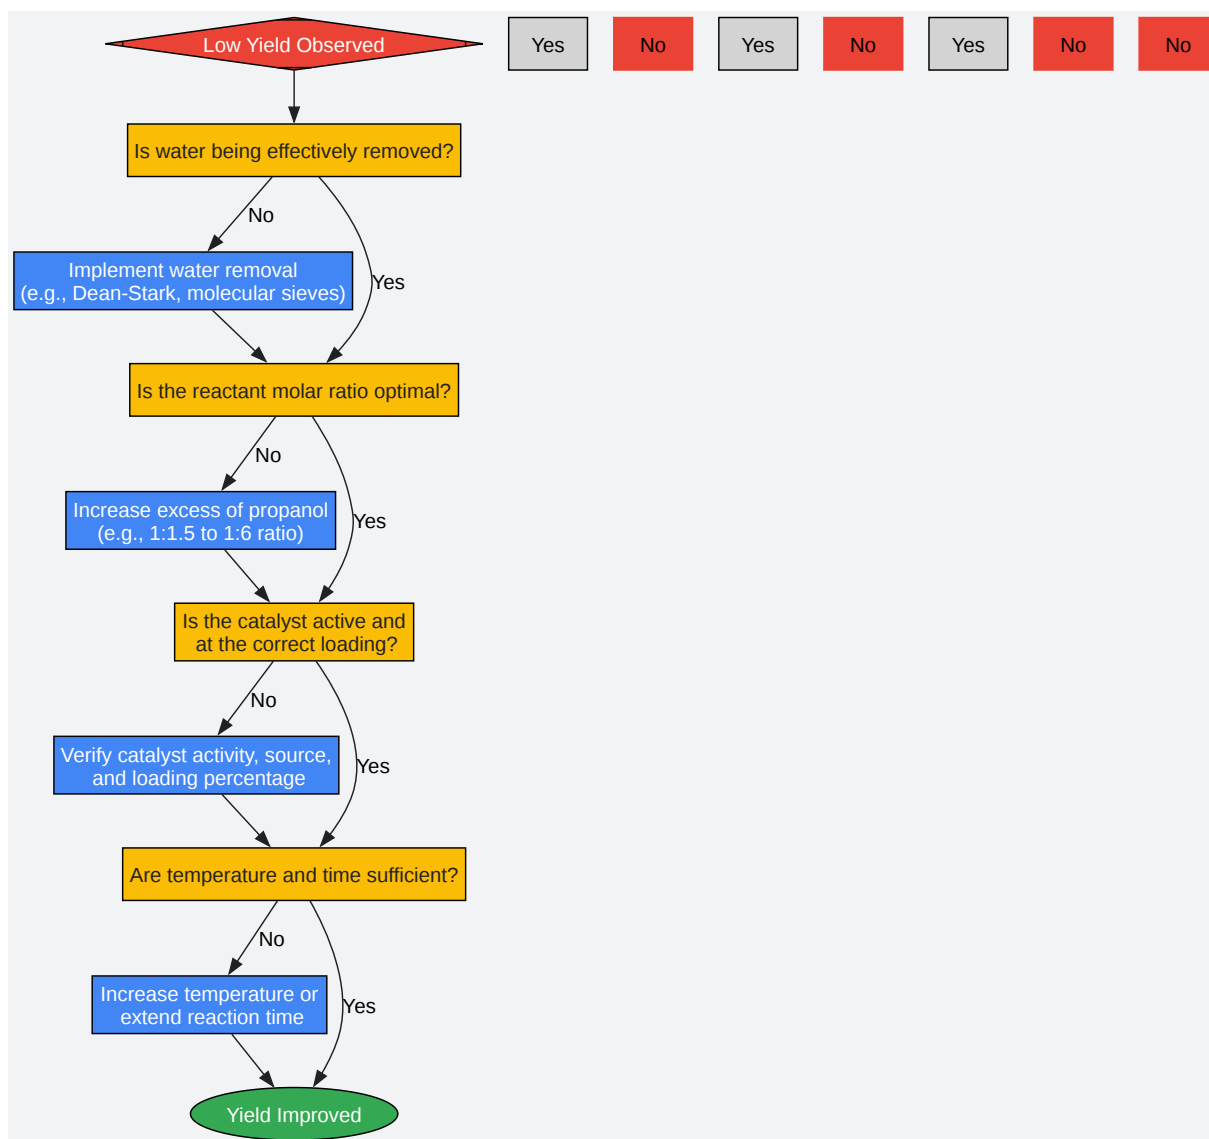 Low Yield Observed
Yes
No
Yes
No
Yes
No
No
Is water being effectively removed?
No
Implement water removal
(e.g., Dean-Stark, molecular sieves)
Yes
Is the reactant molar ratio optimal?
No
Increase excess of propanol
(e.g., 1:1.5 to 1:6 ratio)
Yes
Is the catalyst active and
at the correct loading?
No
Verify catalyst activity, source,
and loading percentage
Yes
Are temperature and time sufficient?
No
Increase temperature or
extend reaction time
Yes
Yield Improved